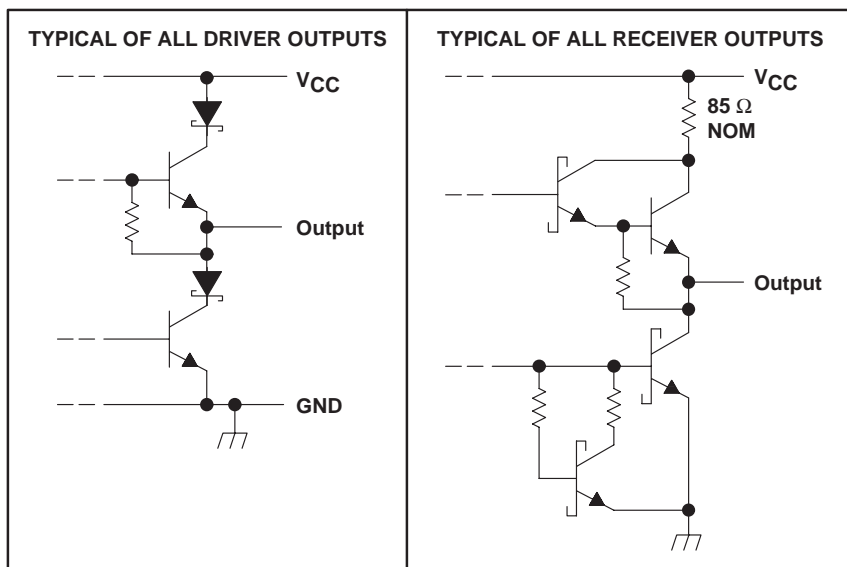 TYPICAL OF ALL DRIVER OUTPUTS
VCC
Output
GND
TYPICAL OF ALL RECEIVER OUTPUTS
VCC
85 Ω
NOM
Output